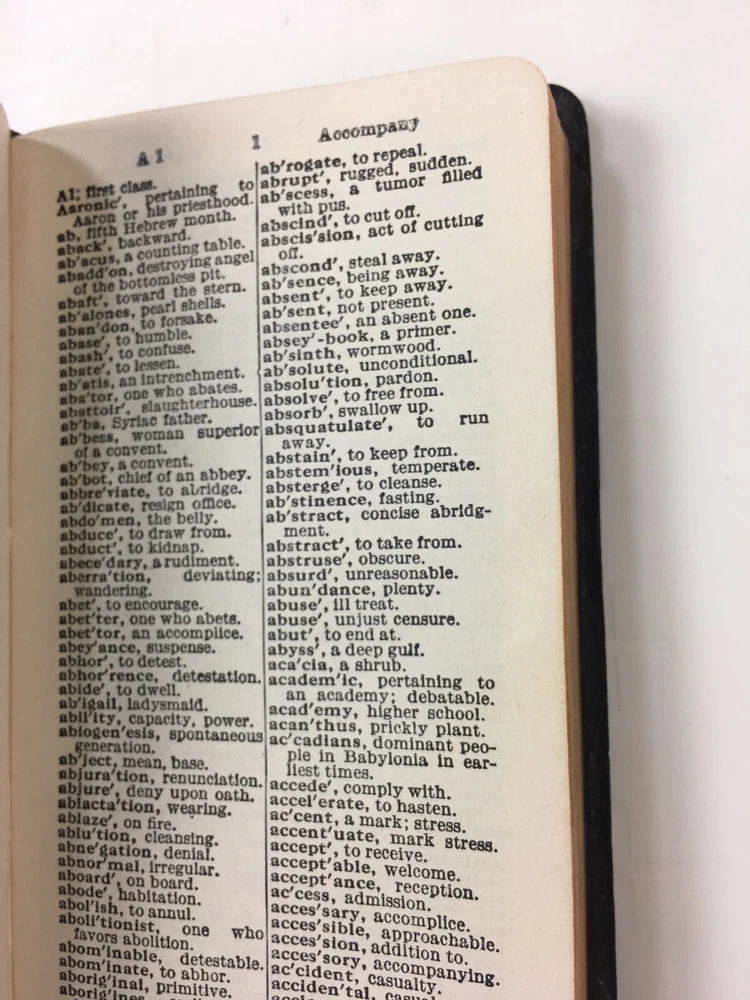 A1 1 Accompany
A1; first class.
Aaronic′, pertaining to
Aaron or his priesthood.
ab, fifth Hebrew month.
aback′, backward.
ab′acus, a counting table.
abadd′on, destroying angel
of the bottomless pit.
abaft′, toward the stern.
ab′alones, pearl shells.
aban′don, to forsake.
abase′, to humble.
abash′, to confuse.
abate′, to lessen.
ab′atis, an intrenchment.
aba′tor, one who abates.
abattoir′, slaughterhouse.
ab′ba, Syriac father.
ab′bess, woman superior
of a convent.
ab′bey, a convent.
ab′bot, chief of an abbey.
abbre′viate, to abridge.
ab′dicate, resign office.
abdo′men, the belly.
abduce′, to draw from.
abduct′, to kidnap.
abece′dary, a rudiment.
aberra′tion, deviating;
wandering.
abet′, to encourage.
abet′ter, one who abets.
abet′tor, an accomplice.
abey′ance, suspense.
abhor′, to detest.
abhor′rence, detestation.
abide′, to dwell.
ab′igail, ladysmaid.
abil′ity, capacity, power.
abiogen′esis, spontaneous
generation.
ab′ject, mean, base.
abjura′tion, renunciation.
abjure′, deny upon oath.
ablacta′tion, wearing.
ablaze′, on fire.
ablu′tion, cleansing.
abne′gation, denial.
abnor′mal, irregular.
aboard′, on board.
abode′, habitation.
abol′ish, to annul.
aboli′tionist, one who
favors abolition.
abom′inable, detestable.
abom′inate, to abhor.
aborig′inal, primitive.
ab′rogate, to repeal.
abrupt′, rugged, sudden.
ab′scess, a tumor filled
with pus.
abscind′, to cut off.
abscis′sion, act of cutting
off.
abscond′, steal away.
ab′sence, being away.
absent′, to keep away.
ab′sent, not present.
absentee′, an absent one.
absey′-book, a primer.
ab′sinth, wormwood.
ab′solute, unconditional.
absolu′tion, pardon.
absolve′, to free from.
absorb′, swallow up.
absquatulate′, to run
away.
abstain′, to keep from.
abstem′ious, temperate.
absterge′, to cleanse.
ab′stinence, fasting.
ab′stract, concise abridg-
ment.
abstract′, to take from.
abstruse′, obscure.
absurd′, unreasonable.
abun′dance, plenty.
abuse′, ill treat.
abuse′, unjust censure.
abut′, to end at.
abyss′, a deep gulf.
aca′cia, a shrub.
academ′ic, pertaining to
an academy; debatable.
acad′emy, higher school.
acan′thus, prickly plant.
ac′cadians, dominant peo-
ple in Babylonia in ear-
liest times.
accede′, comply with.
accel′erate, to hasten.
ac′cent, a mark; stress.
accent′uate, mark stress.
accept′, to receive.
accept′able, welcome.
accept′ance, reception.
ac′cess, admission.
acces′sary, accomplice.
acces′sible, approachable.
acces′sion, addition to.
acces′sory, accompanying.
ac′cident, casualty.
acciden′tal,